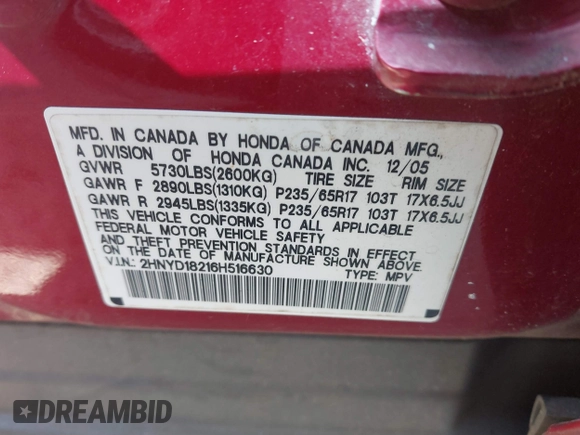 MFD. IN CANADA BY HONDA OF CANADA MFG.,
A DIVISION OF HONDA CANADA INC. 12/05
GVWR 5730LBS(2600KG) TIRE SIZE RIM SIZE
GAWR F 2890LBS(1310KG) P235/65R17 103T 17X6.5JJ
GAWR R 2945LBS(1335KG) P235/65R17 103T 17X6.5JJ
THIS VEHICLE CONFORMS TO ALL APPLICABLE
FEDERAL MOTOR VEHICLE SAFETY
AND THEFT PREVENTION STANDARDS IN EFFECT
ON THE DATE OF MANUFACTURE SHOWN ABOVE.
V.I.N.: 2HNYD18216H516630 TYPE: MPV
DREAMBID